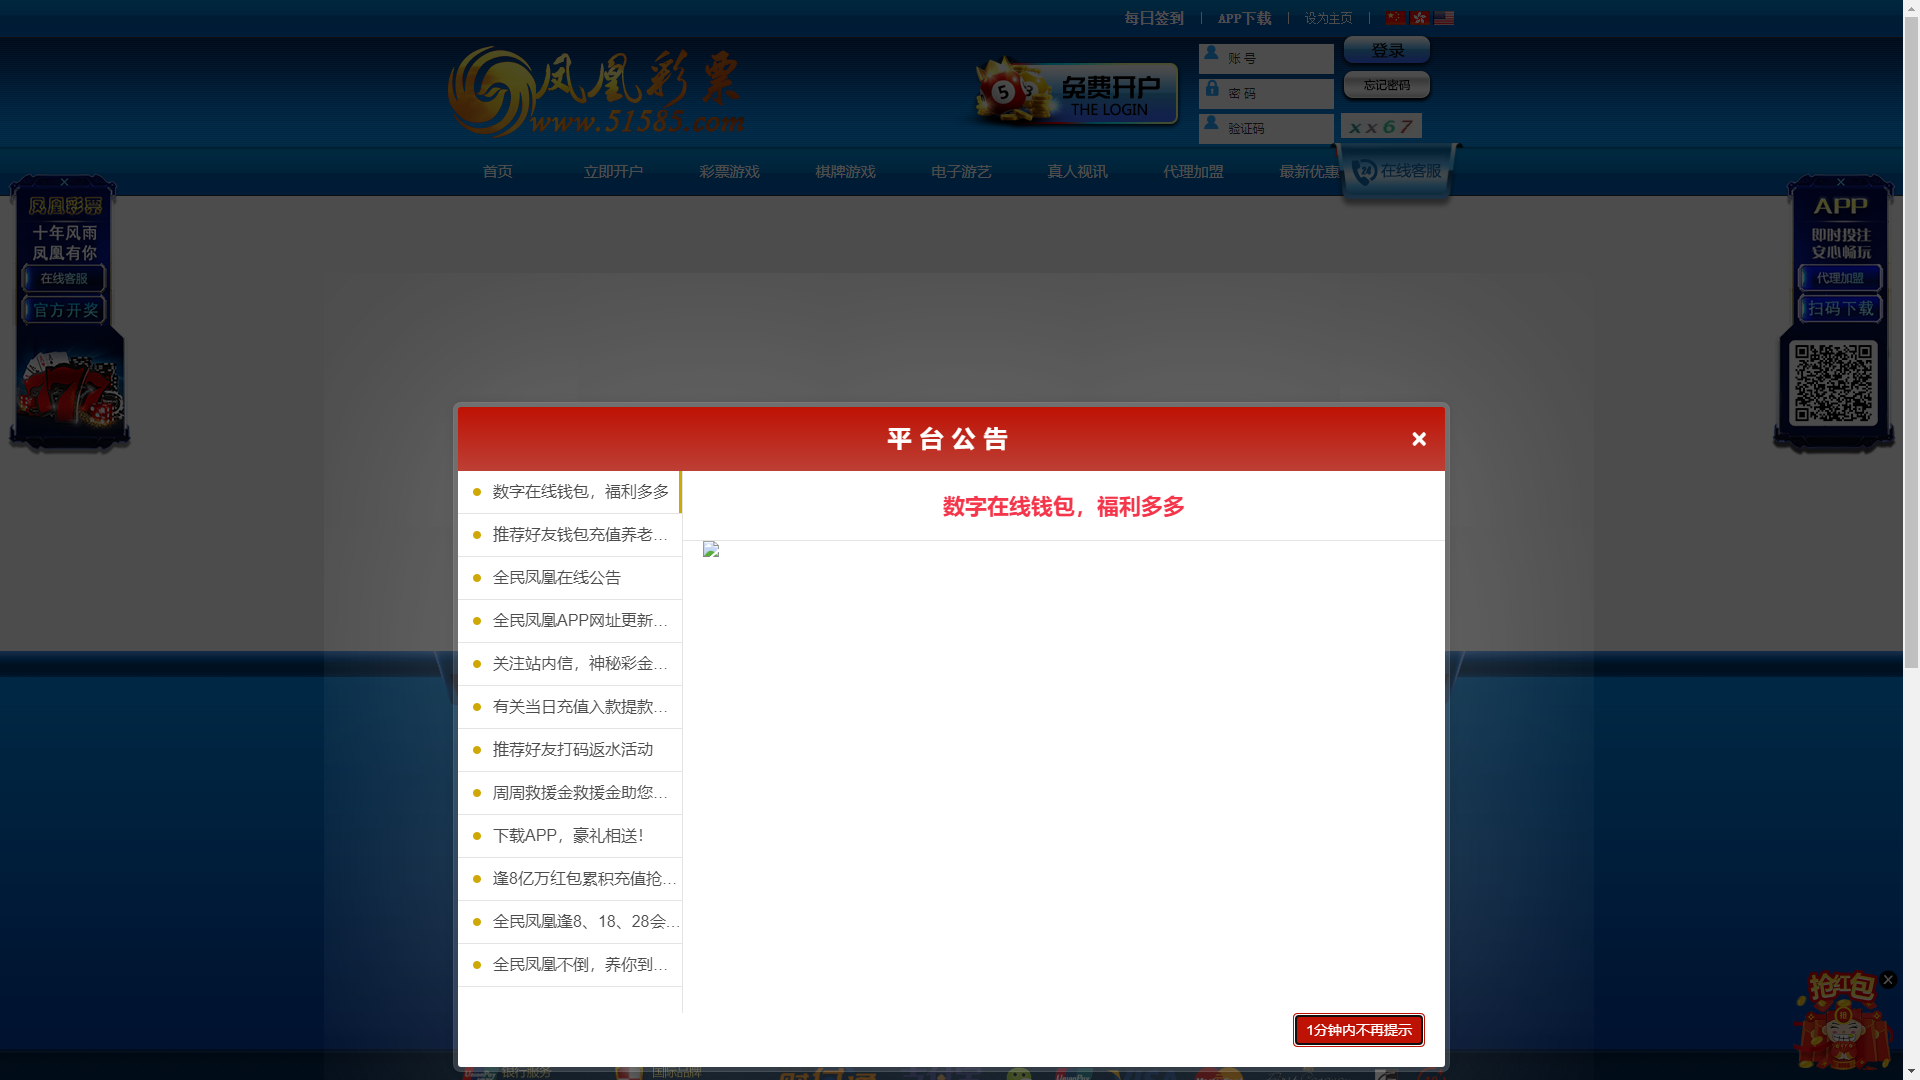 每日签到
APP下载
设为主页
凤凰彩票
www.51585.com
5
3
免费开户
THE LOGIN
账 号
登录
密 码
忘记密码
验证码
xx67
首页
立即开户
彩票游戏
棋牌游戏
电子游艺
真人视讯
代理加盟
最新优惠
24
在线客服
凤凰彩票
十年风雨
凤凰有你
在线客服
官方开奖
777
APP
即时投注
安心畅玩
代理加盟
扫码下载
平台公告
数字在线钱包，福利多多
推荐好友钱包充值养老...
全民凤凰在线公告
全民凤凰APP网址更新...
关注站内信，神秘彩金...
有关当日充值入款提款...
推荐好友打码返水活动
周周救援金救援金助您...
下载APP，豪礼相送！
逢8亿万红包累积充值抢...
全民凤凰逢8、18、28会...
全民凤凰不倒，养你到...
数字在线钱包，福利多多
1分钟内不再提示
抢红包
银行服务
国际品牌